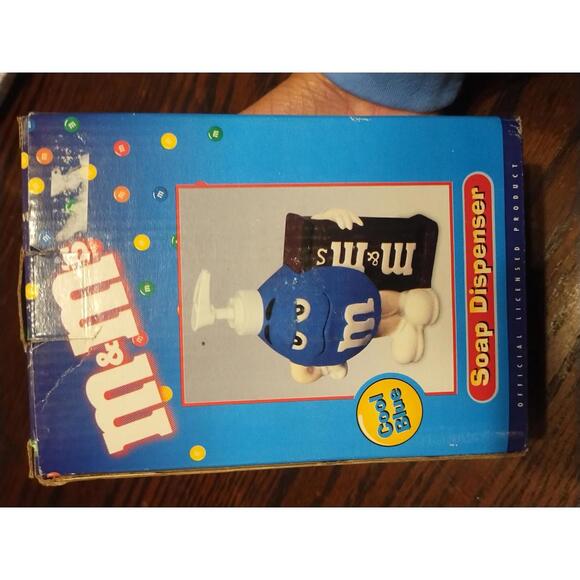 m&m's
m&m's
m
Cool
Blue
Soap Dispenser
OFFICIAL LICENSED PRODUCT